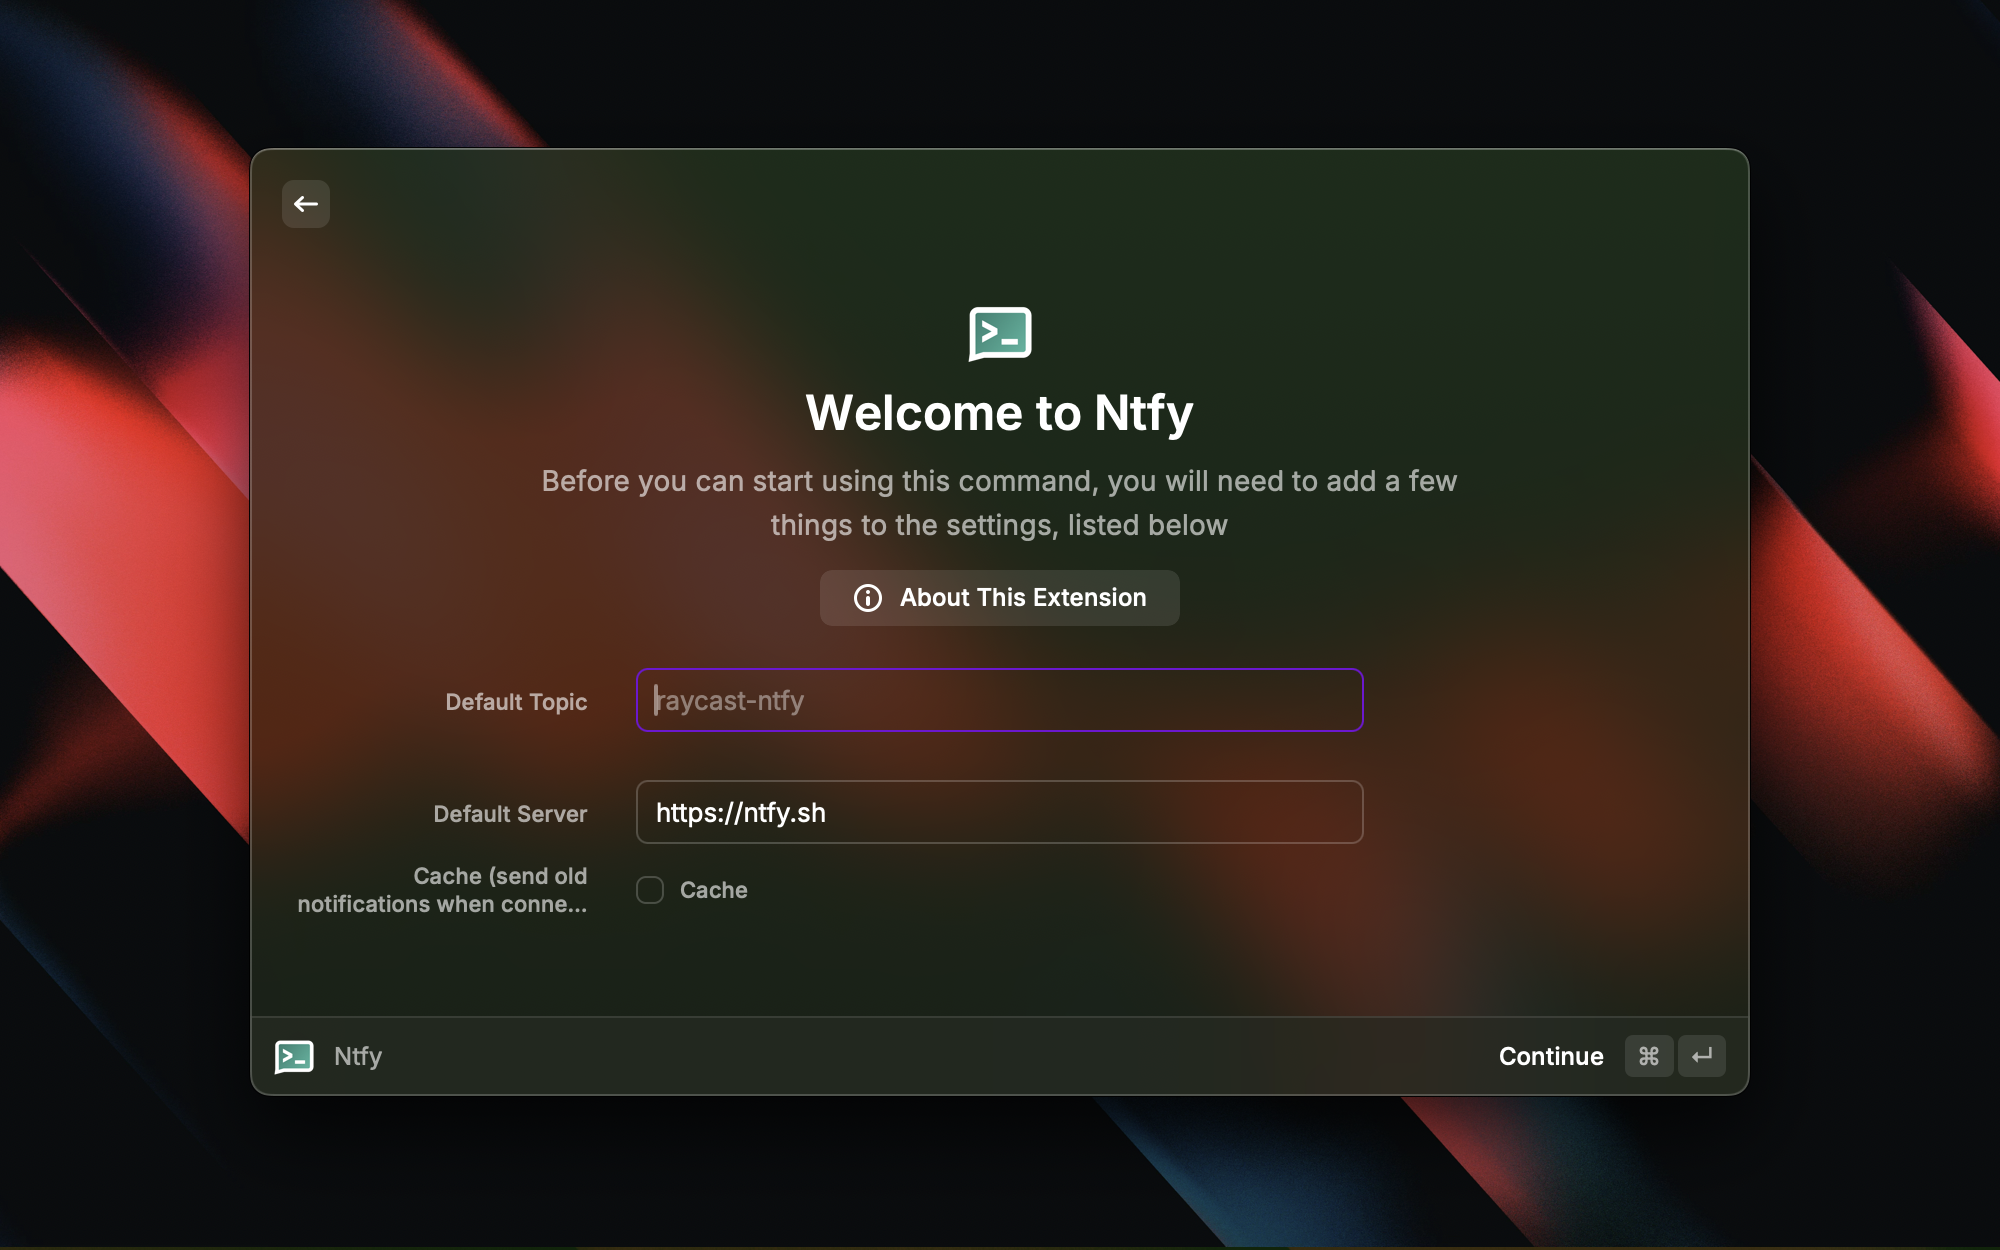 Welcome to Ntfy
Before you can start using this command, you will need to add a few
things to the settings, listed below
About This Extension
Default Topic
raycast-ntfy
Default Server
https://ntfy.sh
Cache (send old
notifications when conne...
Cache
Ntfy
Continue ⌘ ↵